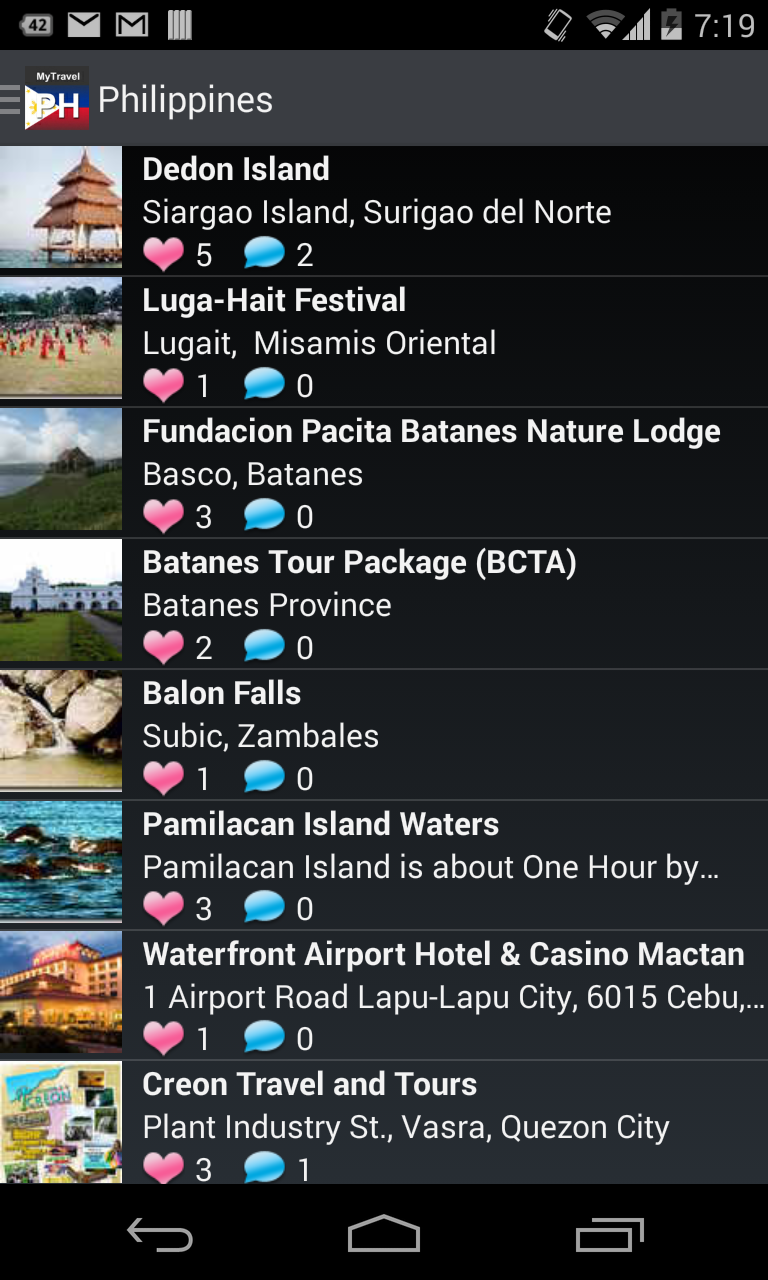 42
7:19
MyTravel
PH
Philippines
Dedon Island
Siargao Island, Surigao del Norte
5 2
Luga-Hait Festival
Lugait,  Misamis Oriental
1 0
Fundacion Pacita Batanes Nature Lodge
Basco, Batanes
3 0
Batanes Tour Package (BCTA)
Batanes Province
2 0
Balon Falls
Subic, Zambales
1 0
Pamilacan Island Waters
Pamilacan Island is about One Hour by...
3 0
Waterfront Airport Hotel & Casino Mactan
1 Airport Road Lapu-Lapu City, 6015 Cebu,...
1 0
Creon Travel and Tours
Plant Industry St., Vasra, Quezon City
3 1